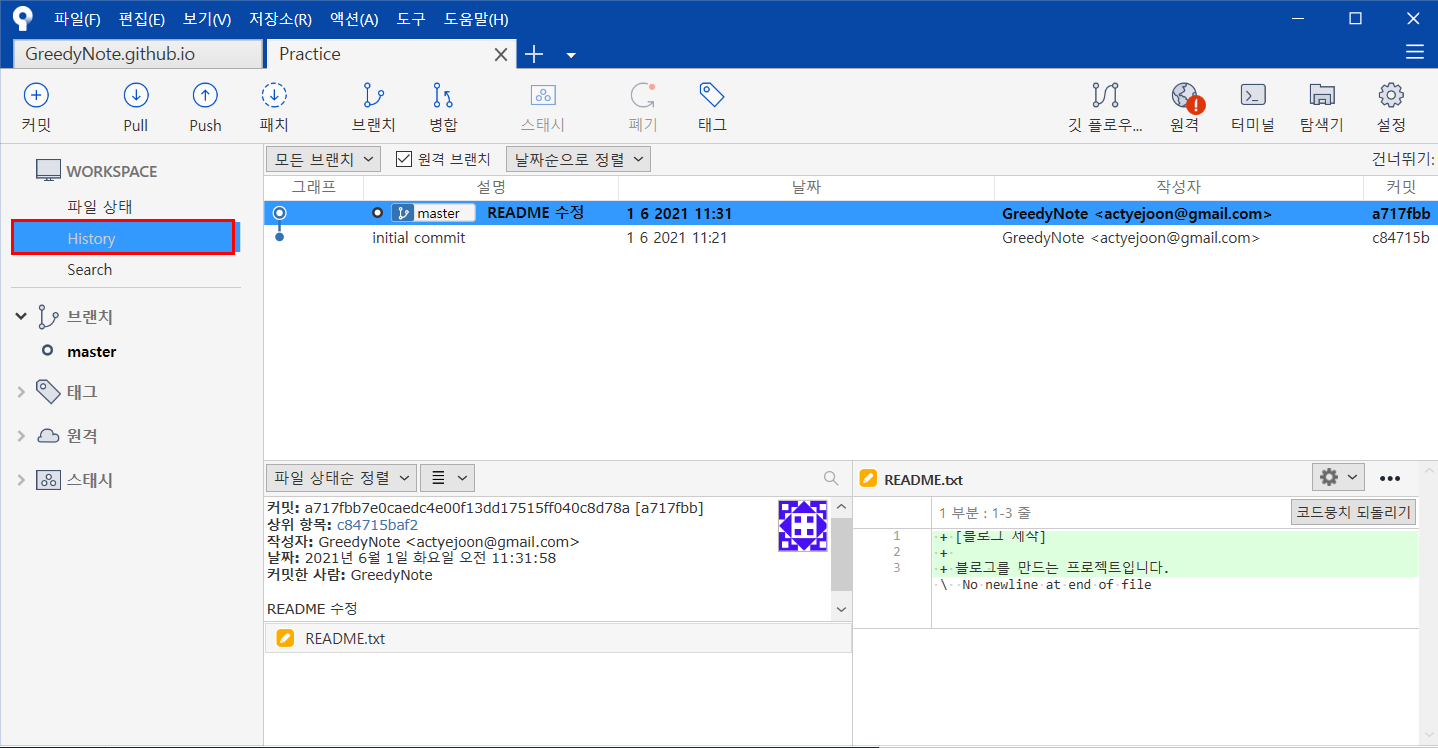 파일(F) 편집(E) 보기(V) 저장소(R) 액션(A) 도구 도움말(H)
GreedyNote.github.io Practice
커밋 Pull Push 패치 브랜치 병합 스태시 폐기 태그 깃 플로우... 원격 터미널 탐색기 설정
WORKSPACE
파일 상태
History
Search
브랜치
master
태그
원격
스태시
모든 브랜치 원격 브랜치 날짜순으로 정렬 건너뛰기:
그래프 설명 날짜 작성자 커밋
master README 수정 1 6 2021 11:31 GreedyNote <actyejoon@gmail.com> a717fbb
initial commit 1 6 2021 11:21 GreedyNote <actyejoon@gmail.com> c84715b
파일 상태순 정렬
커밋: a717fbb7e0caedc4e00f13dd17515ff040c8d78a [a717fbb]
상위 항목: c84715baf2
작성자: GreedyNote <actyejoon@gmail.com>
날짜: 2021년 6월 1일 화요일 오전 11:31:58
커밋한 사람: GreedyNote
README 수정
README.txt
README.txt
1 부분 : 1-3 줄 코드뭉치 되돌리기
1 + [블로그 제작]
2 +
3 + 블로그를 만드는 프로젝트입니다.
\ No newline at end of file